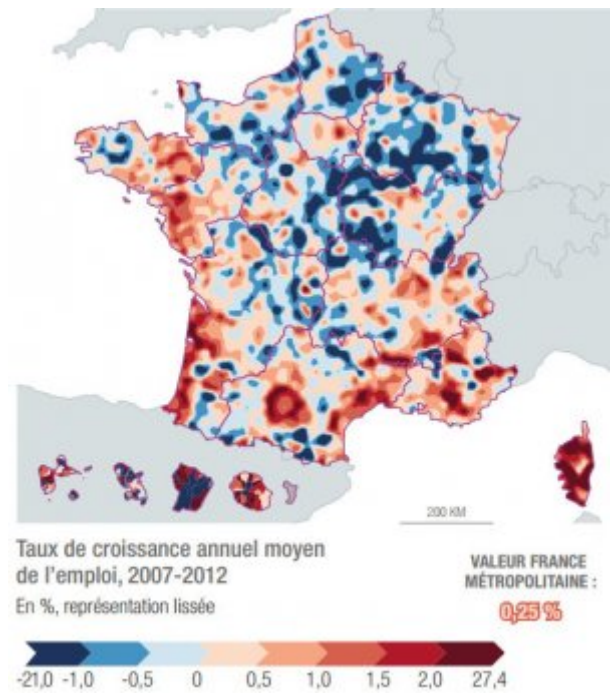 200 KM
Taux de croissance annuel moyen
de l'emploi, 2007-2012
En %, représentation lissée
VALEUR FRANCE
MÉTROPOLITAINE :
0,25 %
-21,0 -1,0 -0,5 0 0,5 1,0 1,5 2,0 27,4